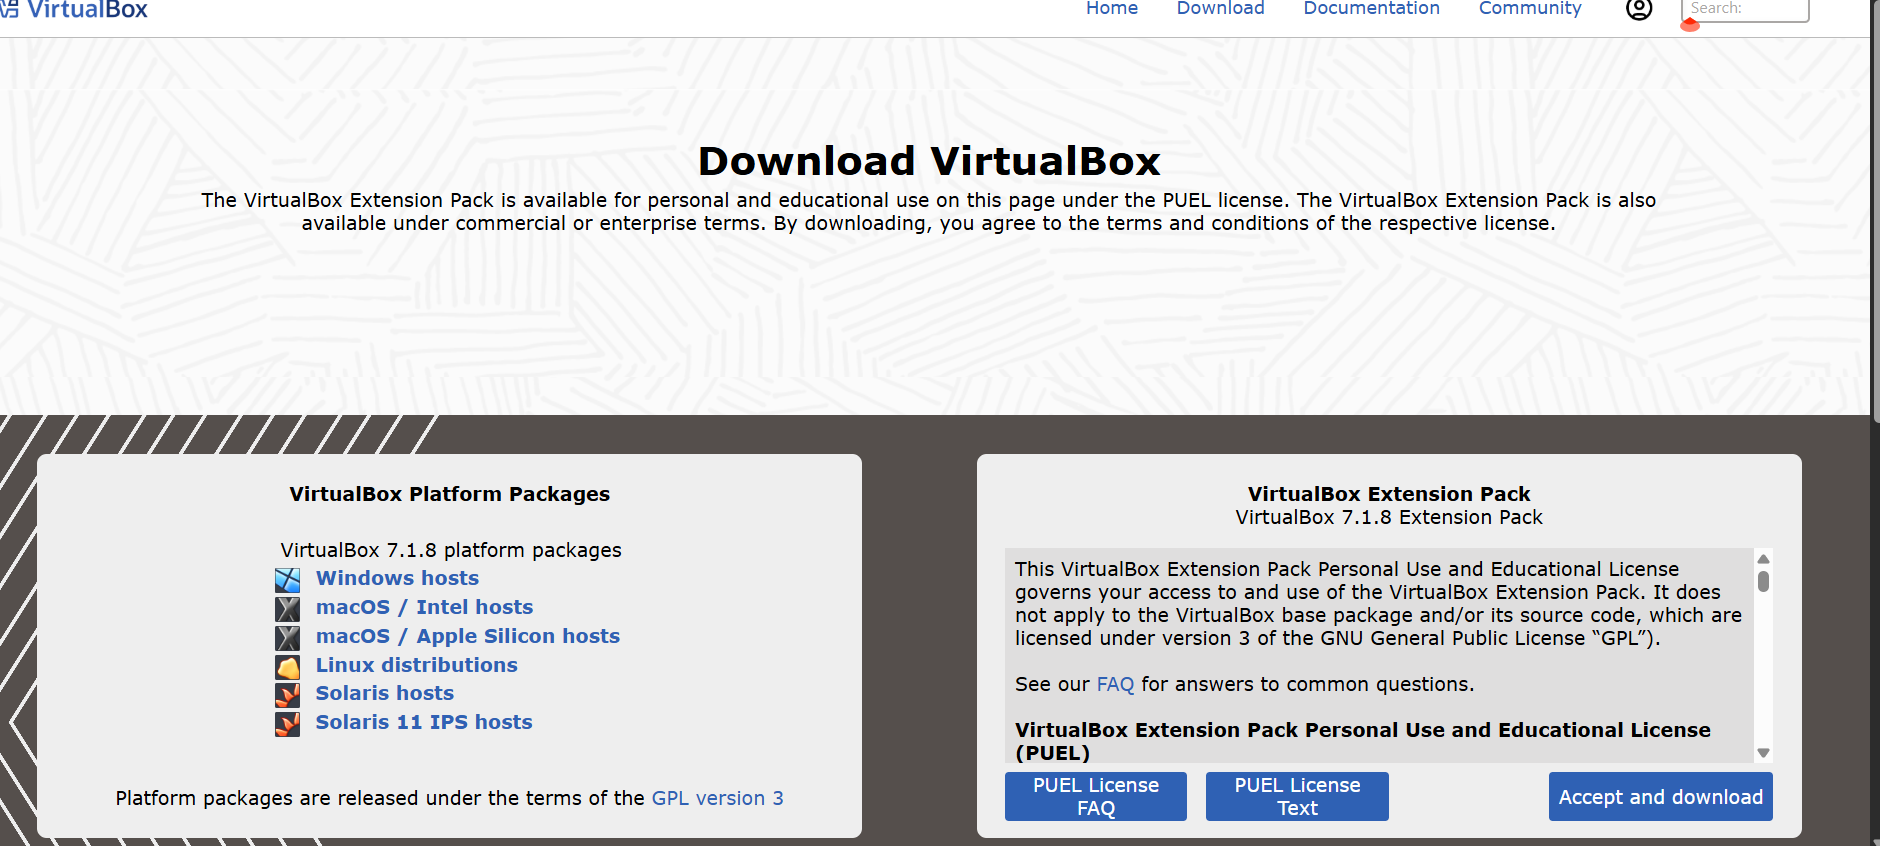 VirtualBox
Home Download Documentation Community Search:
Download VirtualBox
The VirtualBox Extension Pack is available for personal and educational use on this page under the PUEL license. The VirtualBox Extension Pack is also
available under commercial or enterprise terms. By downloading, you agree to the terms and conditions of the respective license.
VirtualBox Platform Packages
VirtualBox 7.1.8 platform packages
Windows hosts
macOS / Intel hosts
macOS / Apple Silicon hosts
Linux distributions
Solaris hosts
Solaris 11 IPS hosts
Platform packages are released under the terms of the GPL version 3
VirtualBox Extension Pack
VirtualBox 7.1.8 Extension Pack
This VirtualBox Extension Pack Personal Use and Educational License
governs your access to and use of the VirtualBox Extension Pack. It does
not apply to the VirtualBox base package and/or its source code, which are
licensed under version 3 of the GNU General Public License “GPL”).
See our FAQ for answers to common questions.
VirtualBox Extension Pack Personal Use and Educational License
(PUEL)
PUEL License
FAQ
PUEL License
Text
Accept and download